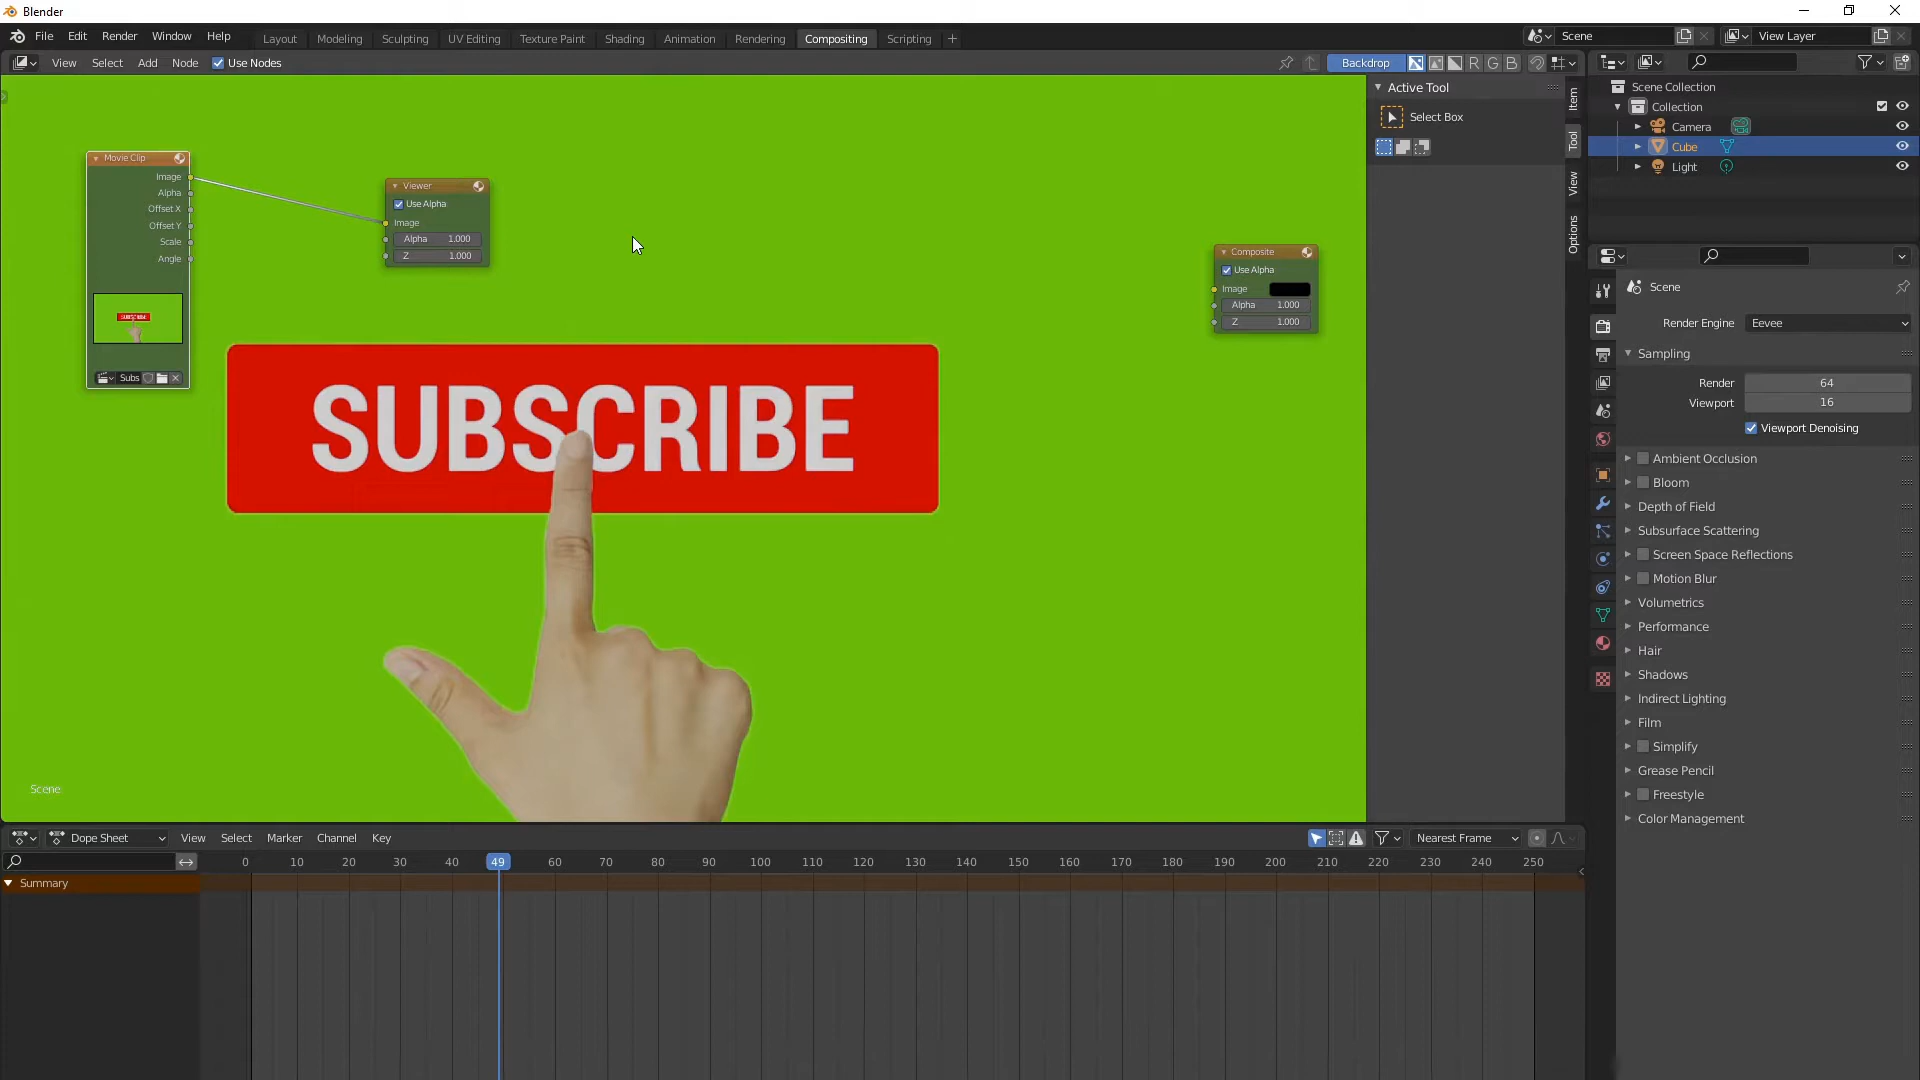 Blender
File Edit Render Window Help Layout Modeling Sculpting UV Editing Texture Paint Shading Animation Rendering Compositing Scripting + Scene View Layer
View Select Add Node Use Nodes Backdrop R G B
Active Tool
Select Box
Item
Tool
View
Options
Movie Clip
Image
Alpha
Offset X
Offset Y
Scale
Angle
SUBSCRIBE
Subs
Viewer
Use Alpha
Image
Alpha 1.000
Z 1.000
Composite
Use Alpha
Image
Alpha 1.000
Z 1.000
SUBSCRIBE
Scene
Scene Collection
Collection
Camera
Cube
Light
Scene
Render Engine Eevee
Sampling
Render 64
Viewport 16
Viewport Denoising
Ambient Occlusion
Bloom
Depth of Field
Subsurface Scattering
Screen Space Reflections
Motion Blur
Volumetrics
Performance
Hair
Shadows
Indirect Lighting
Film
Simplify
Grease Pencil
Freestyle
Color Management
Dope Sheet View Select Marker Channel Key Nearest Frame
0 10 20 30 40 49 60 70 80 90 100 110 120 130 140 150 160 170 180 190 200 210 220 230 240 250
Summary